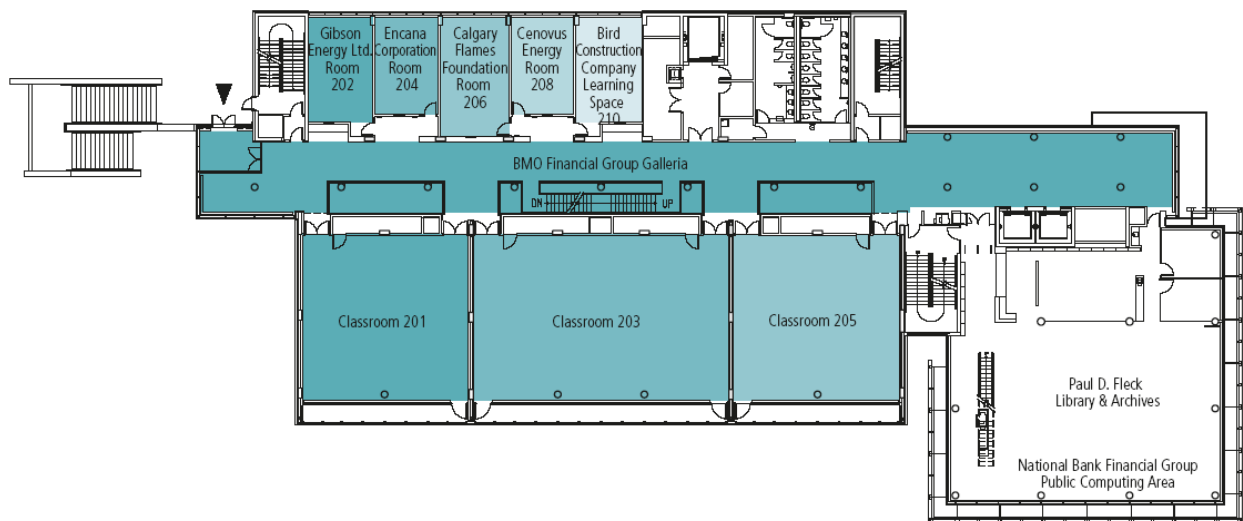 Gibson
Energy Ltd.
Room
202
Encana
Corporation
Room
204
Calgary
Flames
Foundation
Room
206
Cenovus
Energy
Room
208
Bird
Construction
Company
Learning
Space
210
BMO Financial Group Galleria
DN
UP
Classroom 201
Classroom 203
Classroom 205
Paul D. Fleck
Library & Archives
National Bank Financial Group
Public Computing Area